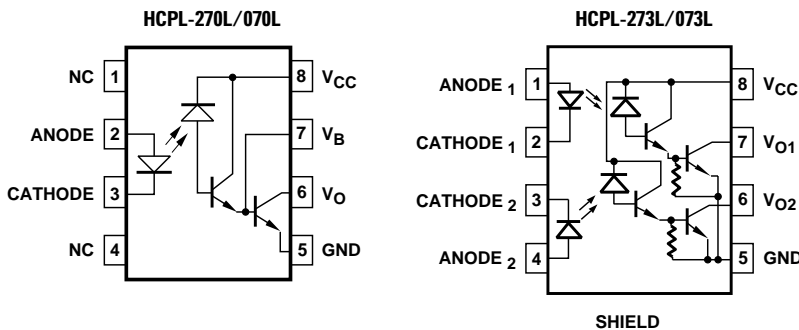 HCPL-270L/070L
NC 1
8 VCC
ANODE 2
7 VB
CATHODE 3
6 VO
NC 4
5 GND
HCPL-273L/073L
ANODE 1 1
8 VCC
CATHODE 1 2
7 VO1
CATHODE 2 3
6 VO2
ANODE 2 4
5 GND
SHIELD